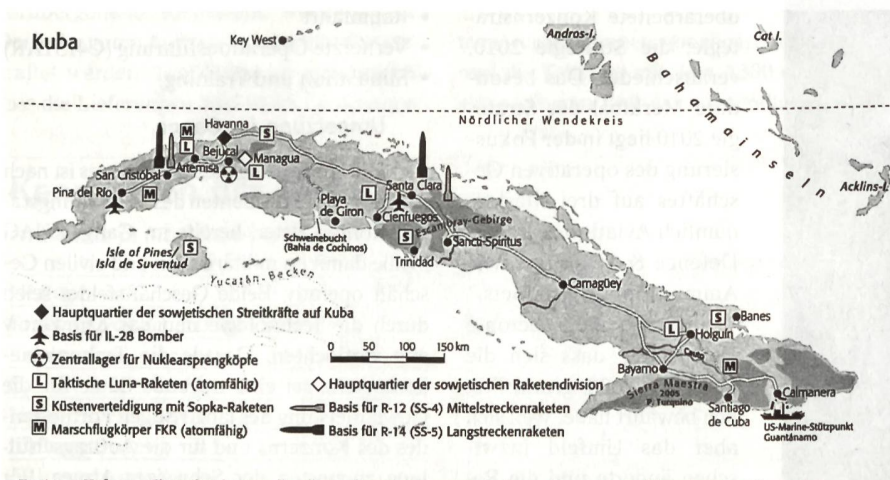 Kuba
Key West
Andros-I.
Cat I.
Bahamainseln
Acklins-I.
Nördlicher Wendekreis
Havanna
M
S
L
Bejucal
Managua
San Cristóbal
Artemisa
L
Pina del Rio
M
L
Santa Clara
Playa
de Giron
Cienfuegos
Escambray-Gebirge
Schweinebucht
(Bahia de Cochinos)
S
Sancti-Spiritus
Trinidad
Isle of Pines/
Isla de Suventud
S
Yucatán-Becken
Camagüey
S
Banes
L
Holguín
Bayamo
M
Sierra Maestra
2005
P. Turquino
Calmanera
Santiago
de Cuba
US-Marine-Stützpunkt
Guantánamo
Hauptquartier der sowjetischen Streitkräfte auf Kuba
Basis für IL-28 Bomber
Zentrallager für Nuklearsprengköpfe
0 50 100 150 km
L Taktische Luna-Raketen (atomfähig)
Hauptquartier der sowjetischen Raketendivision
S Küstenverteidigung mit Sopka-Raketen
Basis für R-12 (SS-4) Mittelstreckenraketen
M Marschflugkörper FKR (atomfähig)
Basis für R-14 (SS-5) Langstreckenraketen